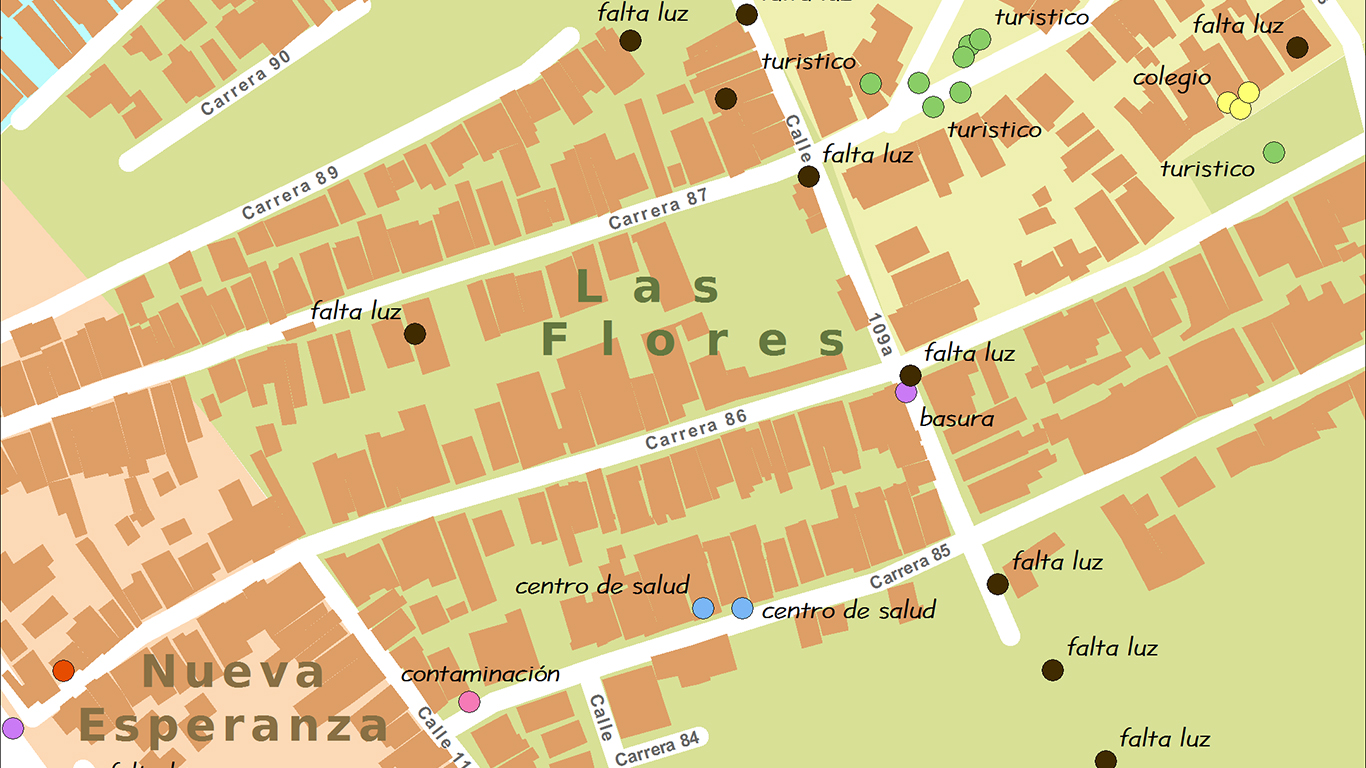 falta luz
falta luz
turistico
falta luz
turistico
colegio
Carrera 90
turistico
Calle
falta luz
turistico
Carrera 89
Carrera 87
Las
Flores
falta luz
109a
falta luz
basura
Carrera 86
falta luz
Carrera 85
centro de salud
centro de salud
falta luz
contaminación
Nueva
Esperanza
Calle
Calle 11
falta luz
Carrera 84